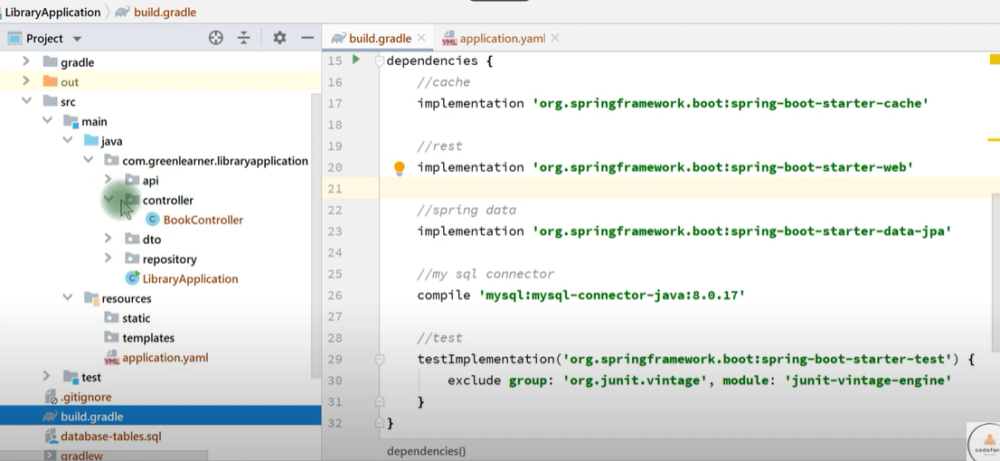 LibraryApplication build.gradle
Project
build.gradle
application.yaml
gradle
out
src
main
java
com.greenlearner.libraryapplication
api
controller
BookController
dto
repository
LibraryApplication
resources
static
templates
application.yaml
test
.gitignore
build.gradle
database-tables.sql
gradlew
15 dependencies {
16 //cache
17 implementation 'org.springframework.boot:spring-boot-starter-cache'
18
19 //rest
20 implementation 'org.springframework.boot:spring-boot-starter-web'
21
22 //spring data
23 implementation 'org.springframework.boot:spring-boot-starter-data-jpa'
24
25 //my sql connector
26 compile 'mysql:mysql-connector-java:8.0.17'
27
28 //test
29 testImplementation('org.springframework.boot:spring-boot-starter-test') {
30 exclude group: 'org.junit.vintage', module: 'junit-vintage-engine'
31 }
32 }
dependencies{}
codefor